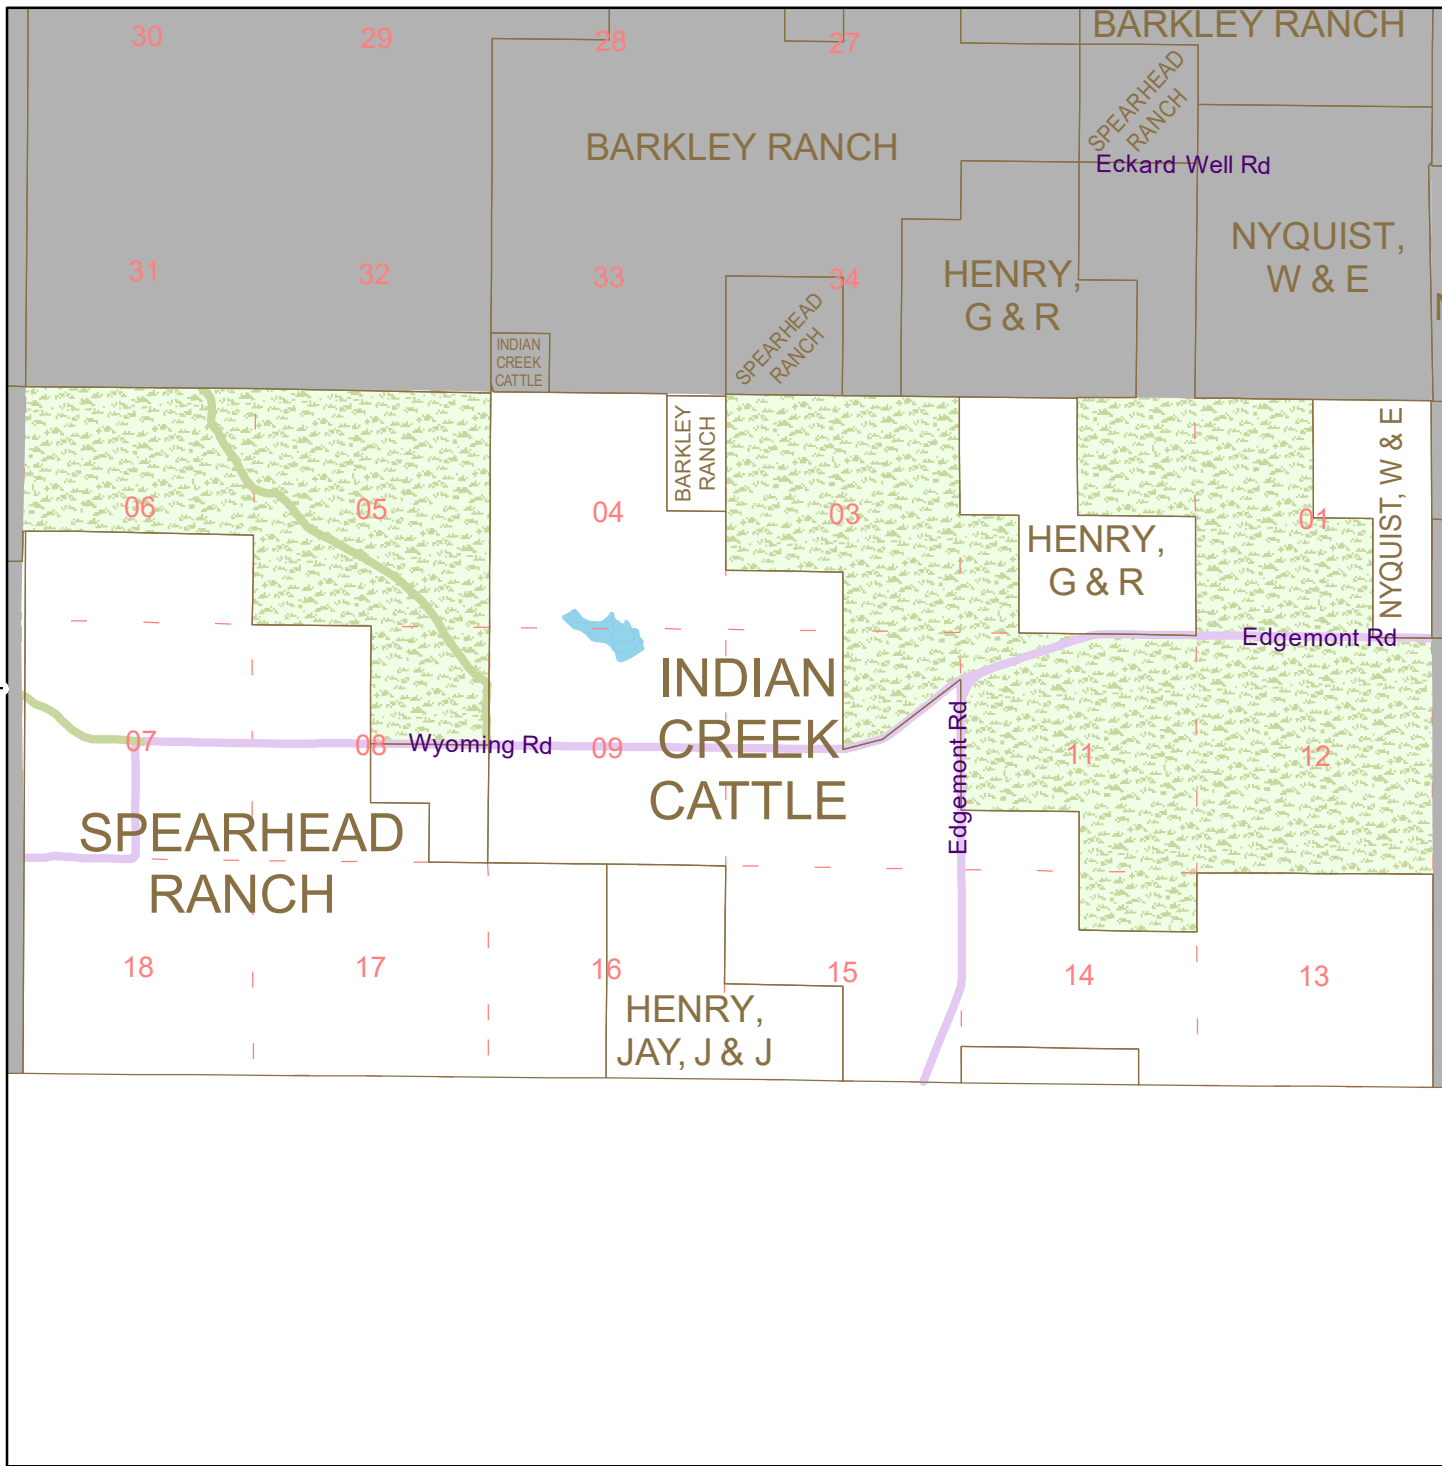 BARKLEY RANCH
30
29
28
27
SPEARHEAD
RANCH
BARKLEY RANCH
Eckard Well Rd
NYQUIST,
W & E
31
32
33
34
HENRY,
G & R
SPEARHEAD
RANCH
INDIAN
CREEK
CATTLE
BARKLEY
RANCH
NYQUIST, W & E
06
05
04
03
01
HENRY,
G & R
Edgemont Rd
INDIAN
CREEK
CATTLE
Edgemont Rd
07
08
Wyoming Rd
09
11
12
SPEARHEAD
RANCH
18
17
16
15
14
13
HENRY,
JAY, J & J